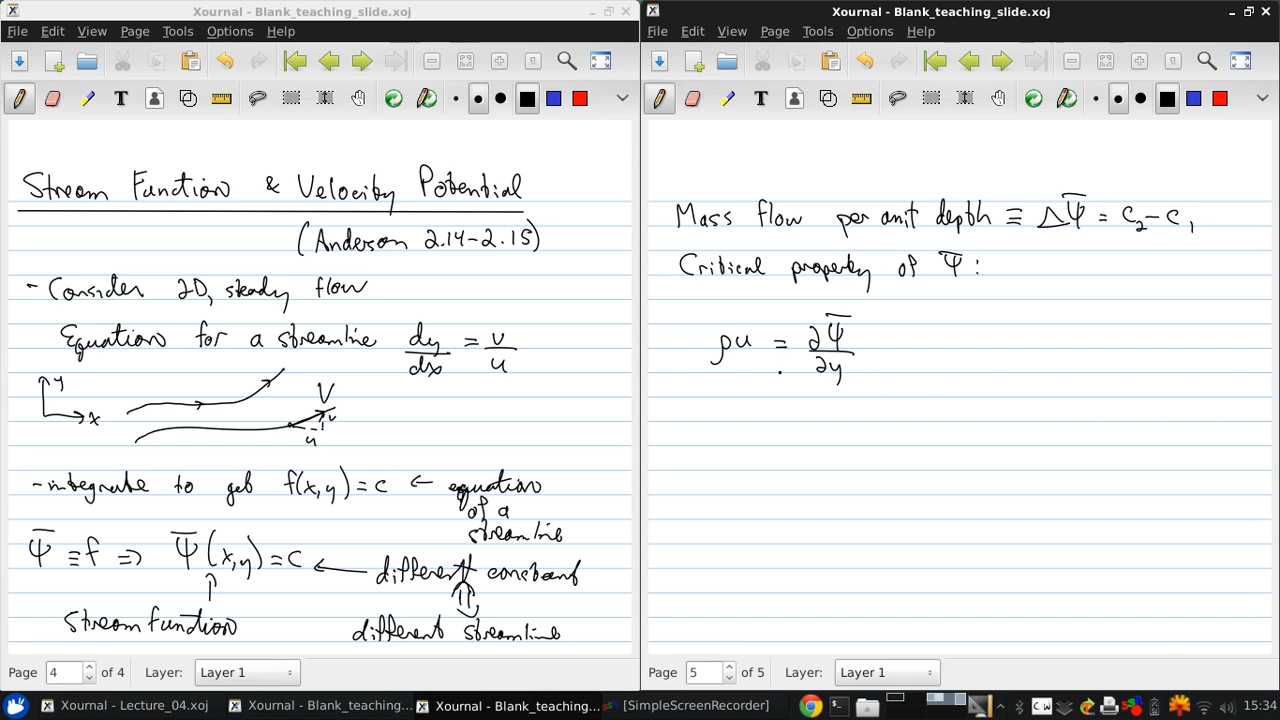 Xournal - Blank_teaching_slide.xoj
File Edit View Page Tools Options Help
Stream Function & Velocity Potential
(Anderson 2.14-2.15)
- Consider 2D, steady flow
Equation for a streamline dy/dx = v/u
y
x
V
v
u
- integrate to get f(x,y) = c ← equation
of a
streamline
Ψ̅ ≡ f ⇒ Ψ̅(x,y) = c ← different constant
⇕
↑
stream function
different streamline
Page 4 of 4 Layer: Layer 1
Xournal - Blank_teaching_slide.xoj
File Edit View Page Tools Options Help
Mass flow per unit depth ≡ ΔΨ̅ = c₂ - c₁
Critical property of Ψ̅ :
ρu = ∂Ψ̅/∂y
Page 5 of 5 Layer: Layer 1
Xournal - Lecture_04.xoj
Xournal - Blank_teaching...
Xournal - Blank_teaching_...
[SimpleScreenRecorder]
15:34